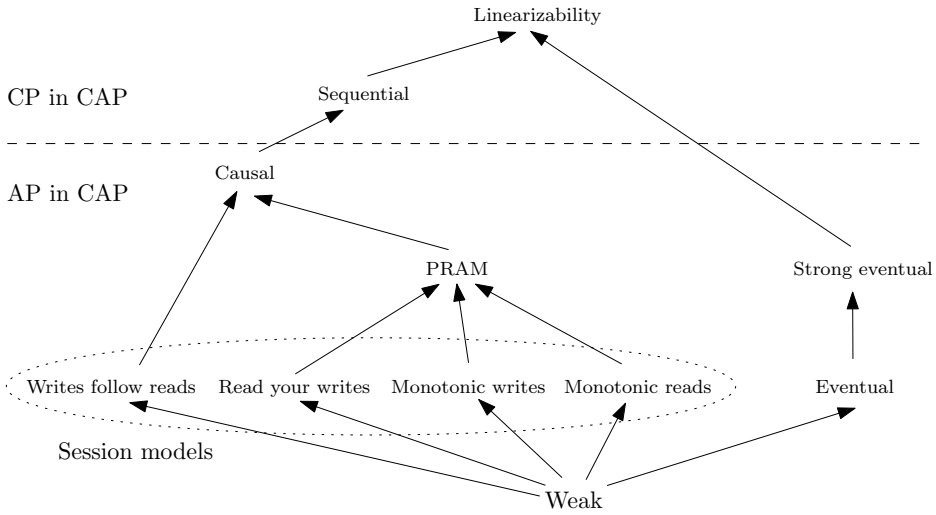 Linearizability
Sequential
CP in CAP
Causal
AP in CAP
PRAM
Strong eventual
Writes follow reads
Read your writes
Monotonic writes
Monotonic reads
Eventual
Session models
Weak